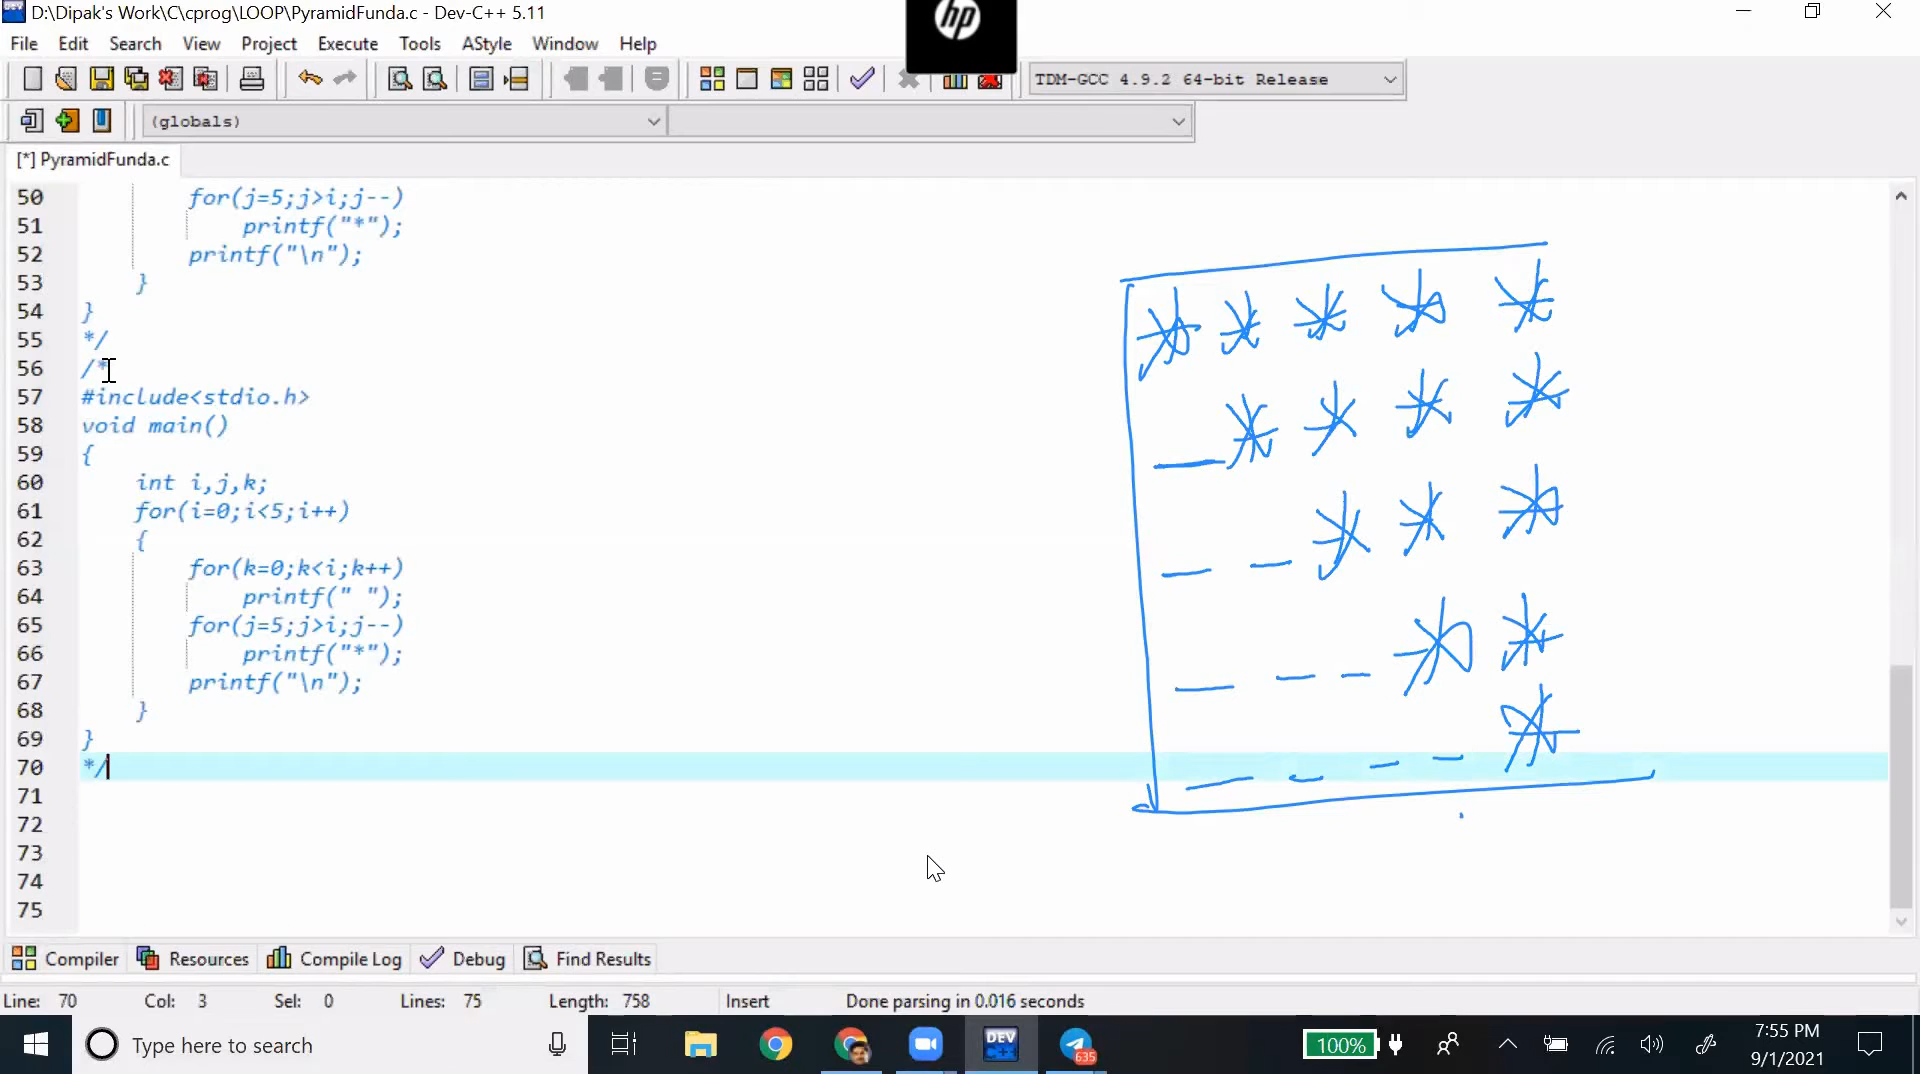 D:\Dipak's Work\C\cprog\LOOP\PyramidFunda.c - Dev-C++ 5.11
hp
File Edit Search View Project Execute Tools AStyle Window Help
TDM-GCC 4.9.2 64-bit Release
(globals)
[*] PyramidFunda.c
50 for(j=5;j>i;j--)
51 printf("*");
52 printf("\n");
53 }
54 }
55 */
56 /*
57 #include<stdio.h>
58 void main()
59 {
60 int i,j,k;
61 for(i=0;i<5;i++)
62 {
63 for(k=0;k<i;k++)
64 printf(" ");
65 for(j=5;j>i;j--)
66 printf("*");
67 printf("\n");
68 }
69 }
70 */
71
72
73
74
75
* * * * *
_ * * * *
_ _ * * *
_ _ _ * *
_ _ _ _ *
Compiler Resources Compile Log Debug Find Results
Line: 70 Col: 3 Sel: 0 Lines: 75 Length: 758 Insert Done parsing in 0.016 seconds
Type here to search
DEV C++
635
100%
7:55 PM
9/1/2021